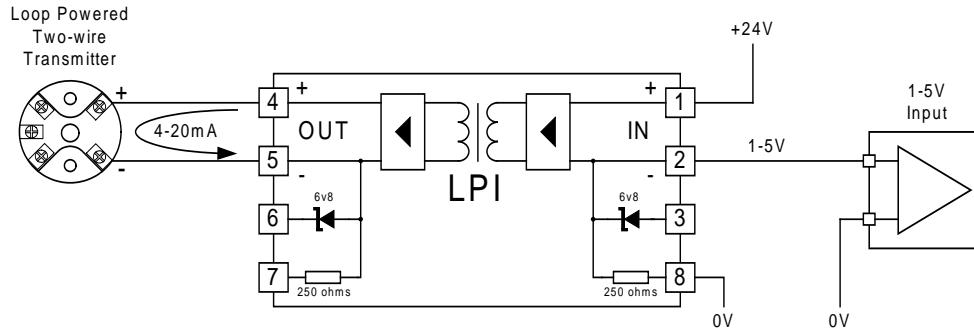 Loop Powered
Two-wire
Transmitter
+
-
4-20mA
4
+
OUT
5
-
6
6v8
7
250 ohms
LPI
+
1
IN
2
-
6v8
3
250 ohms
8
+24V
1-5V
0V
1-5V
Input
0V